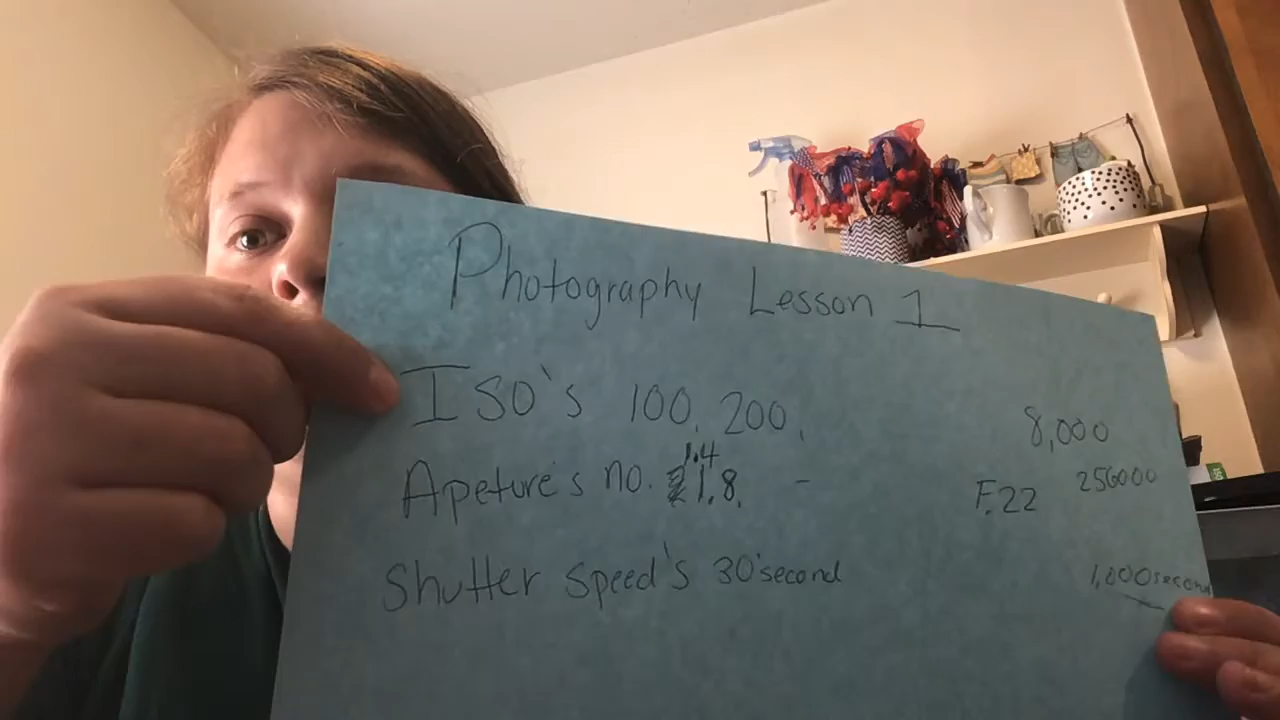 Photography Lesson 1
ISO's 100, 200, 8,000
1.4
Apeture's no. 1.8, - F.22 256000
Shutter Speed's 30'second 1,000second